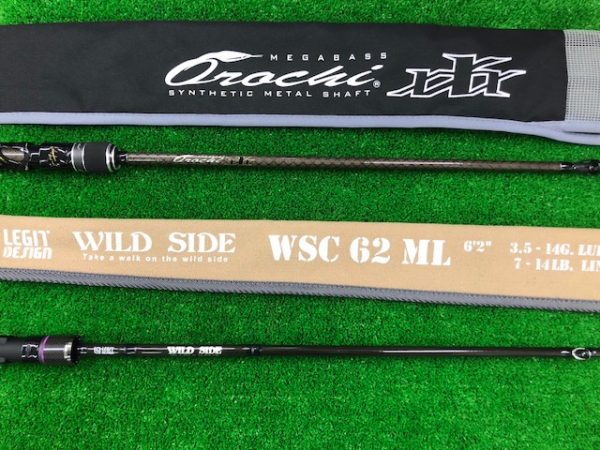 MEGABASS
Orochi® XXX
SYNTHETIC METAL SHAFT
Orochi
LEGIT
DESIGN
WILD SIDE
Take a walk on the wild side
WSC 62 ML
6'2"
3.5 - 14G. LU
7 - 14LB. LIN
WILD SIDE